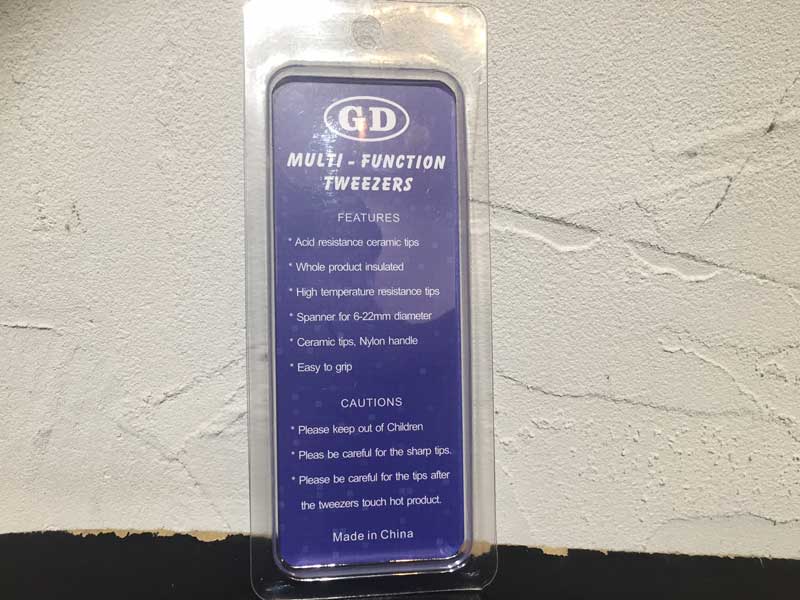 GD
MULTI - FUNCTION
TWEEZERS
FEATURES
* Acid resistance ceramic tips
* Whole product insulated
* High temperature resistance tips
* Spanner for 6-22mm diameter
* Ceramic tips, Nylon handle
* Easy to grip
CAUTIONS
* Please keep out of Children
* Pleas be careful for the sharp tips.
* Please be careful for the tips after
the tweezers touch hot product.
Made in China